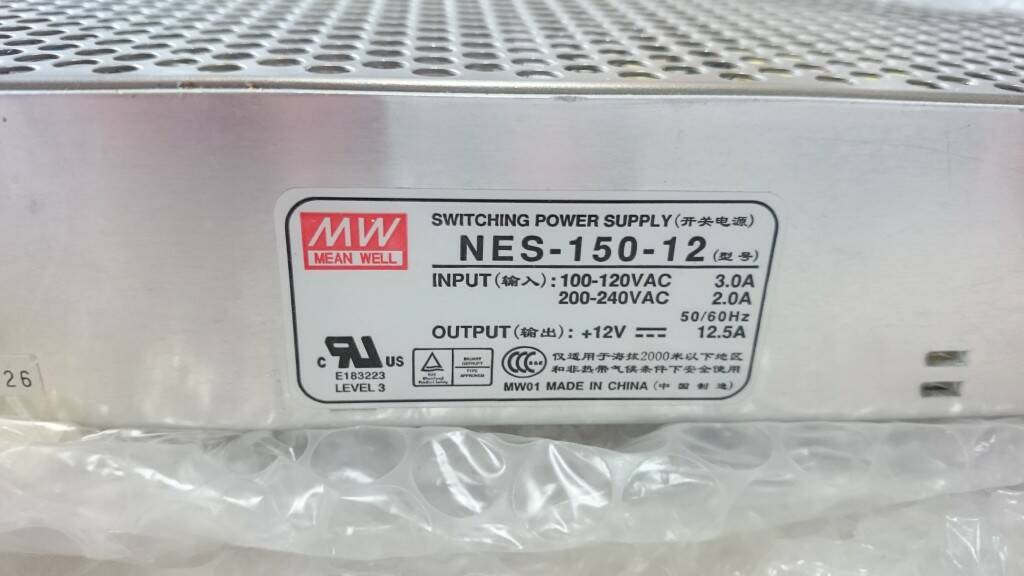 MW
MEAN WELL
SWITCHING POWER SUPPLY (开关电源)
NES-150-12 (型号)
INPUT (输入) : 100-120VAC 3.0A
200-240VAC 2.0A
50/60Hz
OUTPUT (输出) : +12V 12.5A
c RU US
E183223
LEVEL 3
TYPE
APPROVED
CCC
仅适用于海拔2000米以下地区
和非热带气候条件下安全使用
MW01 MADE IN CHINA (中国制造)
26